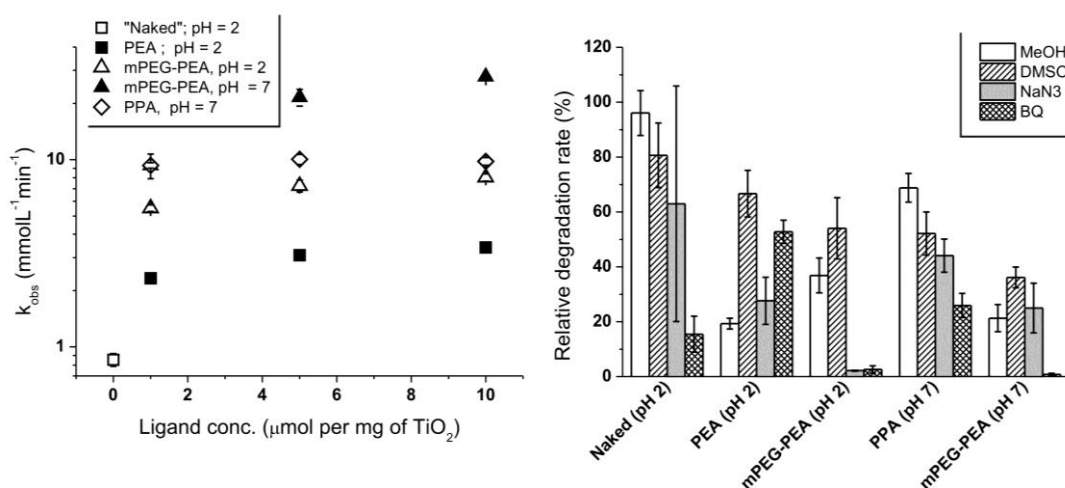 "Naked"; pH = 2
PEA ; pH = 2
mPEG-PEA, pH = 2
mPEG-PEA, pH = 7
PPA, pH = 7
10
1
k_obs (mmolL⁻¹min⁻¹)
0 2 4 6 8 10
Ligand conc. (μmol per mg of TiO₂)
MeOH
DMSO
NaN3
BQ
120
100
80
60
40
20
0
Relative degradation rate (%)
Naked (pH 2)
PEA (pH 2)
mPEG-PEA (pH 2)
PPA (pH 7)
mPEG-PEA (pH 7)